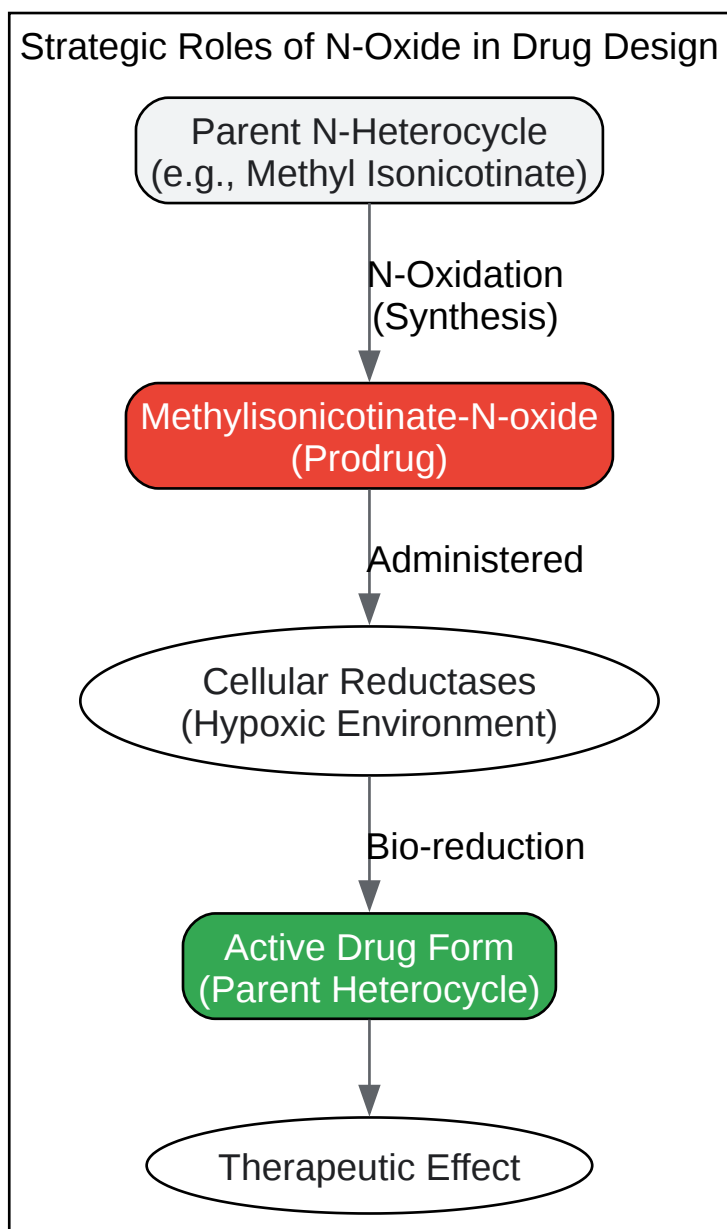 Strategic Roles of N-Oxide in Drug Design
Parent N-Heterocycle
(e.g., Methyl Isonicotinate)
N-Oxidation
(Synthesis)
Methylisonicotinate-N-oxide
(Prodrug)
Administered
Cellular Reductases
(Hypoxic Environment)
Bio-reduction
Active Drug Form
(Parent Heterocycle)
Therapeutic Effect